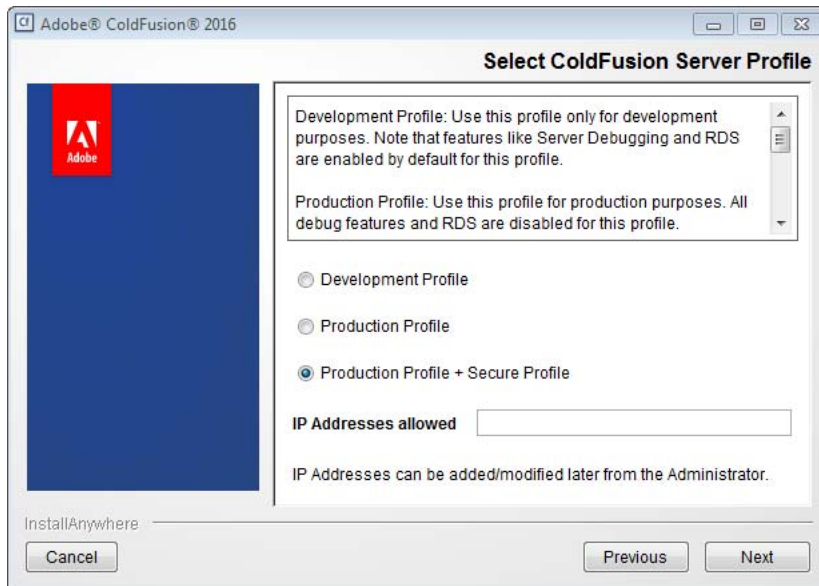 Cf Adobe® ColdFusion® 2016
Select ColdFusion Server Profile
Adobe
Development Profile: Use this profile only for development
purposes. Note that features like Server Debugging and RDS
are enabled by default for this profile.
Production Profile: Use this profile for production purposes. All
debug features and RDS are disabled for this profile.
Development Profile
Production Profile
Production Profile + Secure Profile
IP Addresses allowed
IP Addresses can be added/modified later from the Administrator.
InstallAnywhere
Cancel
Previous
Next